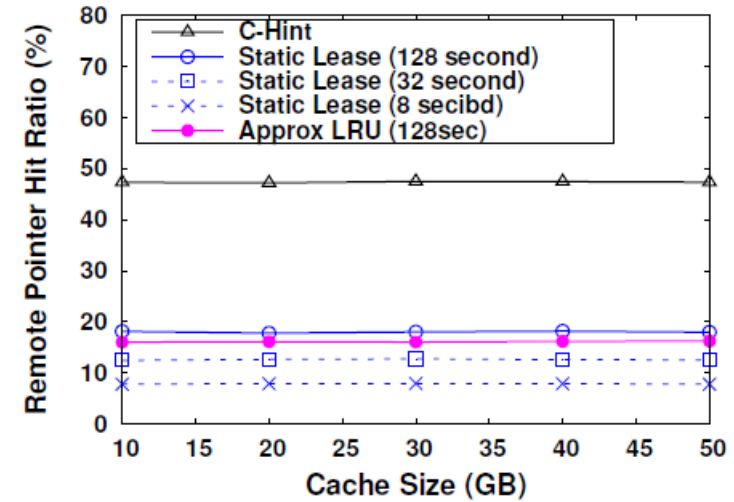 80
70
60
50
40
30
20
10
0
Remote Pointer Hit Ratio (%)
C-Hint
Static Lease (128 second)
Static Lease (32 second)
Static Lease (8 secibd)
Approx LRU (128sec)
10 15 20 25 30 35 40 45 50
Cache Size (GB)